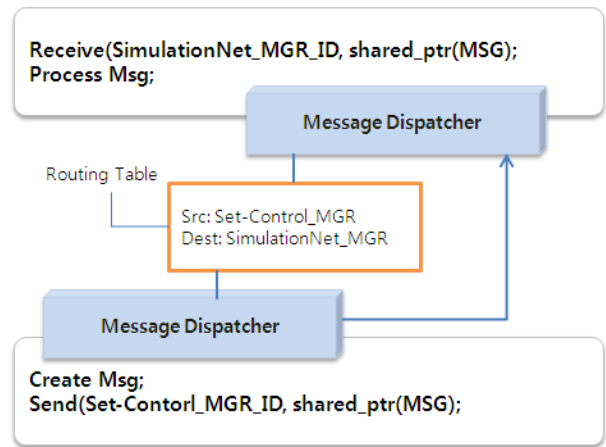 Receive(SimulationNet_MGR_ID, shared_ptr(MSG);
Process Msg;
Message Dispatcher
Routing Table
Src: Set-Control_MGR
Dest: SimulationNet_MGR
Message Dispatcher
Create Msg;
Send(Set-Contorl_MGR_ID, shared_ptr(MSG);